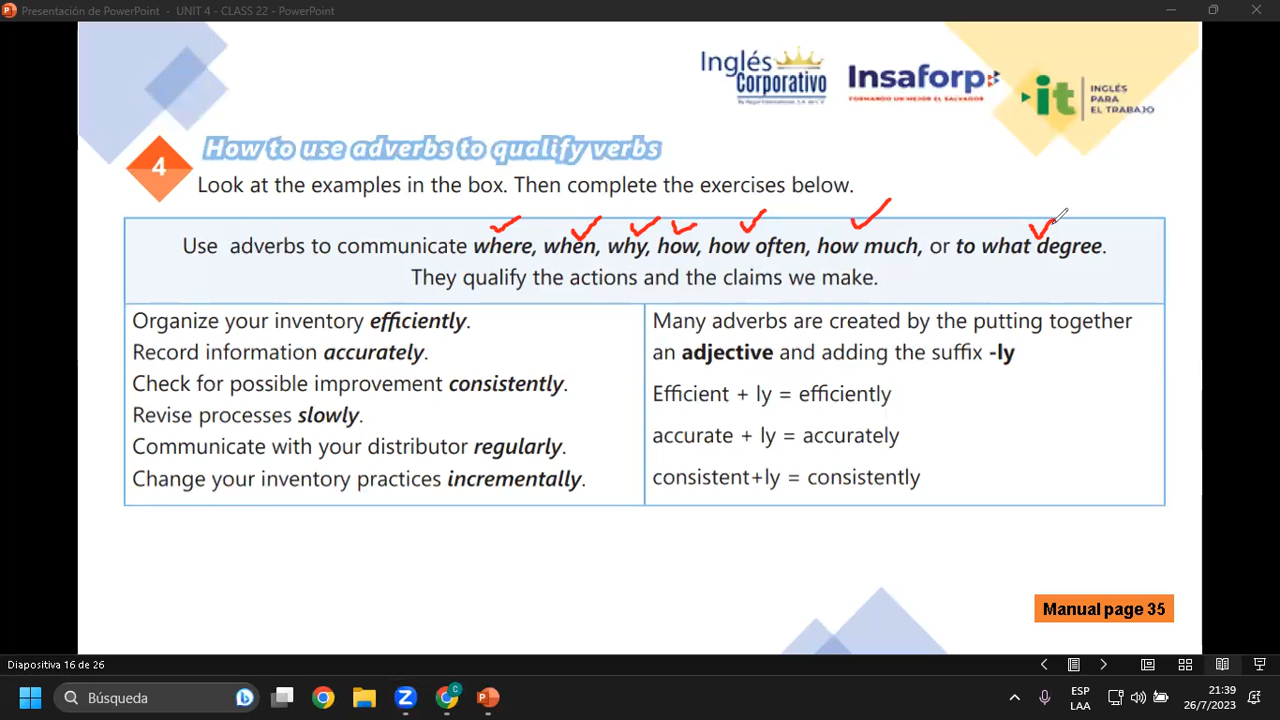 Presentación de PowerPoint - UNIT 4 - CLASS 22 - PowerPoint
Inglés
Corporativo
Insaforp
FORMANDO UN MEJOR EL SALVADOR
it
INGLÉS
PARA
EL TRABAJO
4
How to use adverbs to qualify verbs
Look at the examples in the box. Then complete the exercises below.
Use adverbs to communicate where, when, why, how, how often, how much, or to what degree.
They qualify the actions and the claims we make.
Organize your inventory efficiently.
Record information accurately.
Check for possible improvement consistently.
Revise processes slowly.
Communicate with your distributor regularly.
Change your inventory practices incrementally.
Many adverbs are created by the putting together
an adjective and adding the suffix -ly
Efficient + ly = efficiently
accurate + ly = accurately
consistent+ly = consistently
Manual page 35
Diapositiva 16 de 26
Búsqueda
ESP
LAA
21:39
26/7/2023